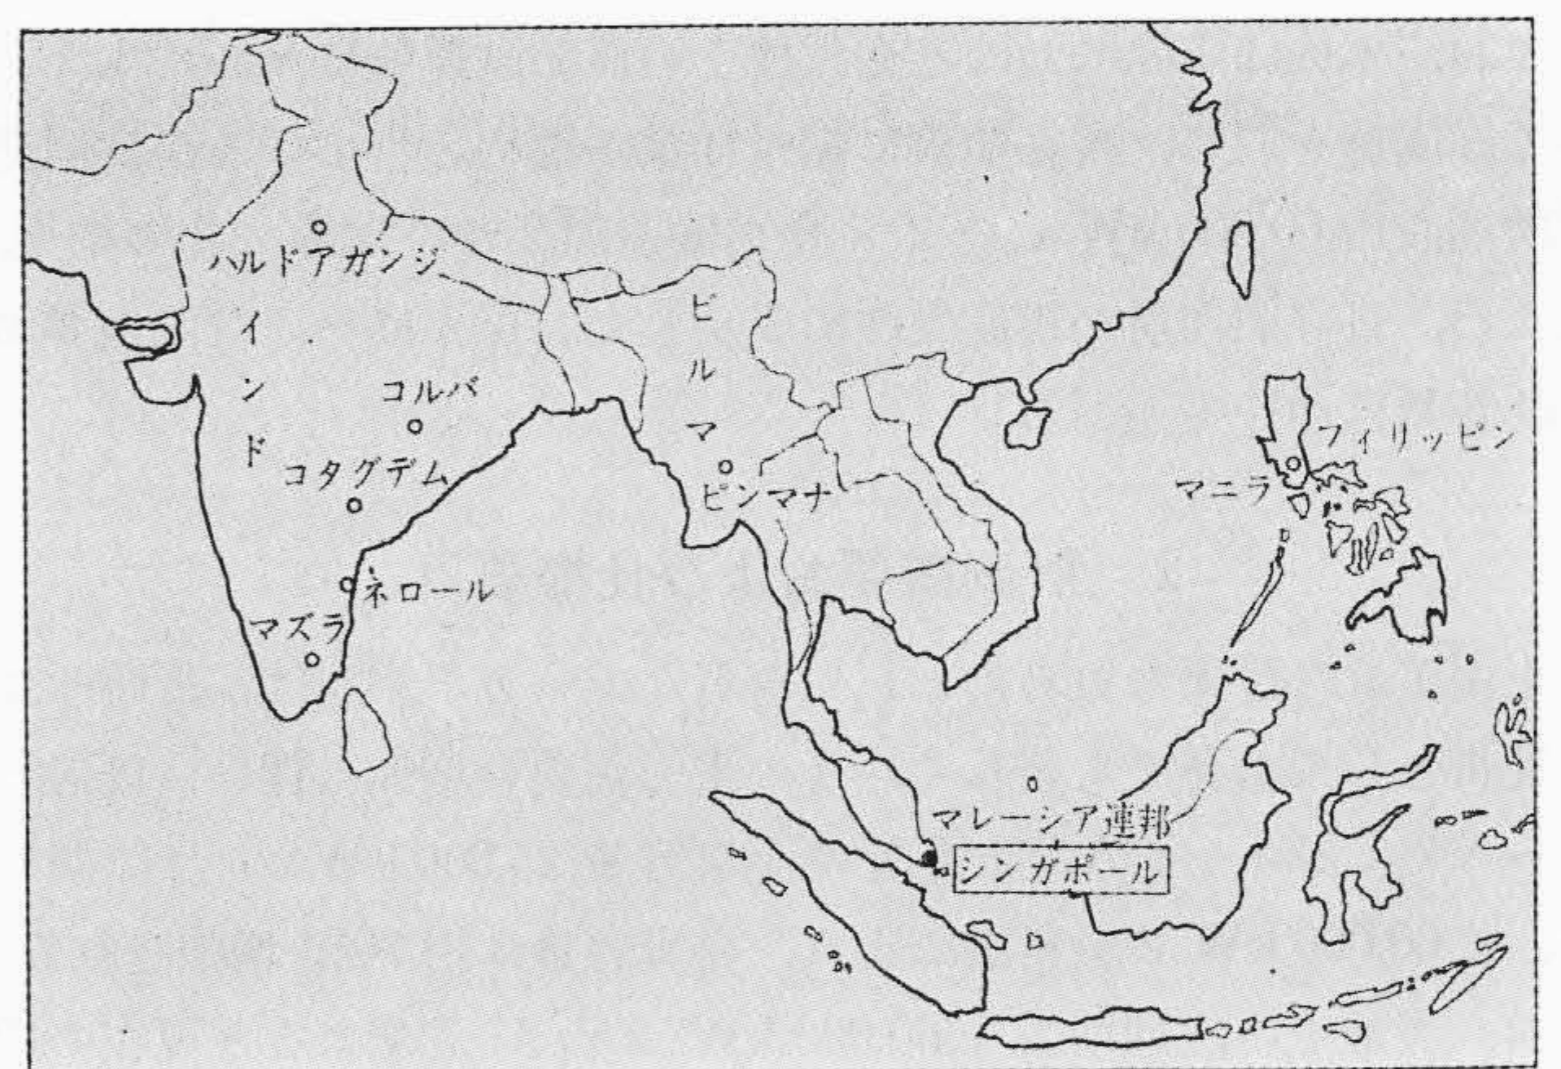 ハルドアガンジ
インド
コルバ
コタグデム
ネロール
マズラ
ビルマ
ピンマナ
フィリッピン
マニラ
マレーシア連邦
シンガポール